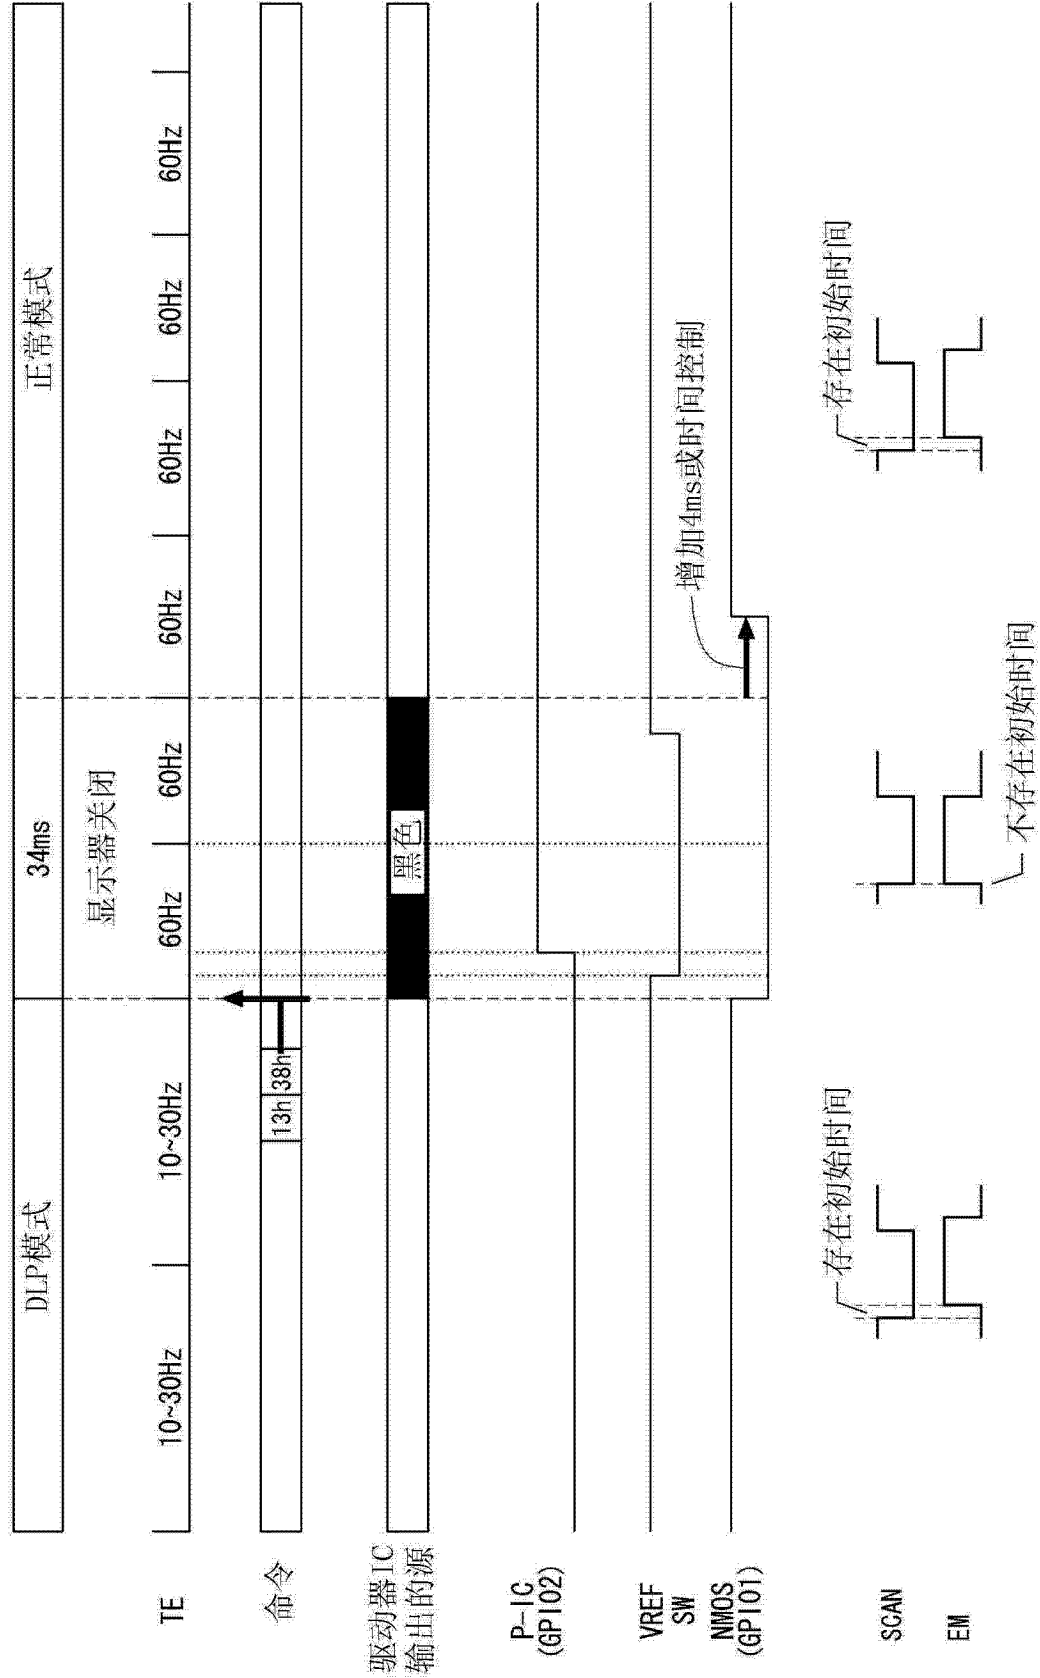 DLP模式
34ms
正常模式
显示器关闭
TE
10~30Hz
10~30Hz
60Hz
60Hz
60Hz
60Hz
60Hz
60Hz
命令
13h
38h
驱动器IC
输出的源
黑色
P-IC
(GPIO2)
VREF
SW
NMOS
(GPIO1)
增加4ms或时间控制
存在初始时间
存在初始时间
SCAN
EM
不存在初始时间